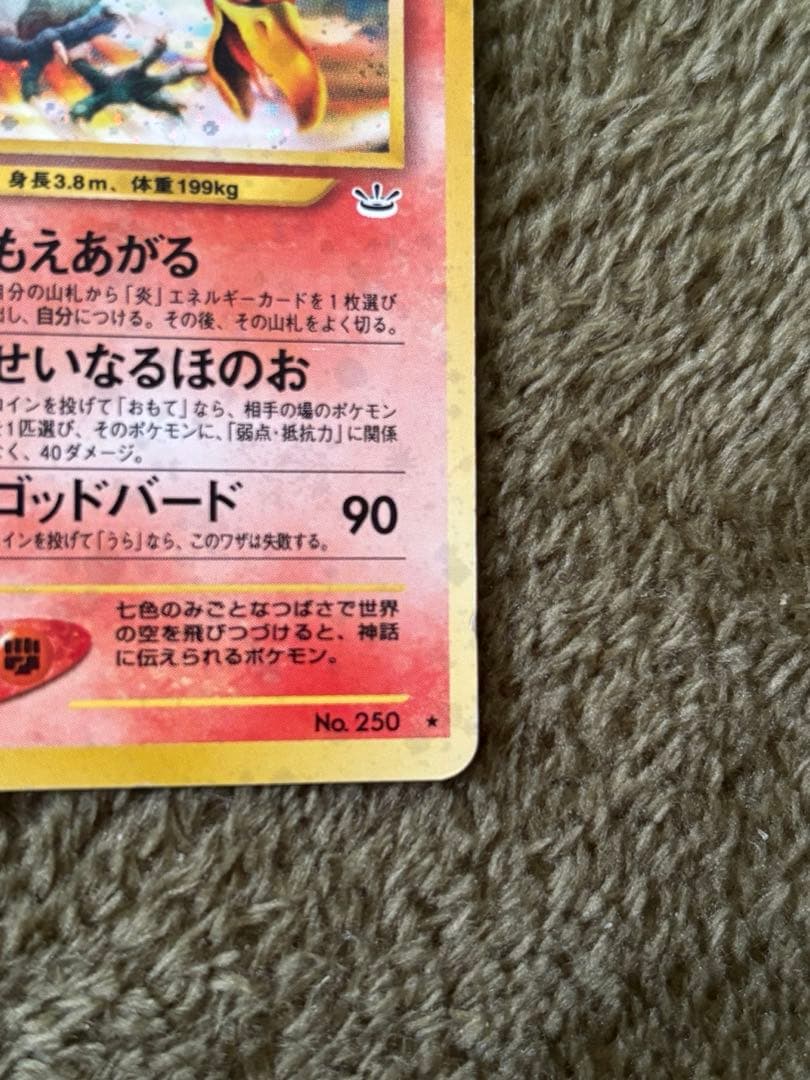 身長3.8m、体重199kg
もえあがる
自分の山札から「炎」エネルギーカードを1枚選び
出し、自分につける。その後、その山札をよく切る。
せいなるほのお
コインを投げて「おもて」なら、相手の場のポケモン
を1匹選び、そのポケモンに、「弱点・抵抗力」に関係
なく、40ダメージ。
ゴッドバード 90
コインを投げて「うら」なら、このワザは失敗する。
七色のみごとなつばさで世界
の空を飛びつづけると、神話
に伝えられるポケモン。
No. 250 ★